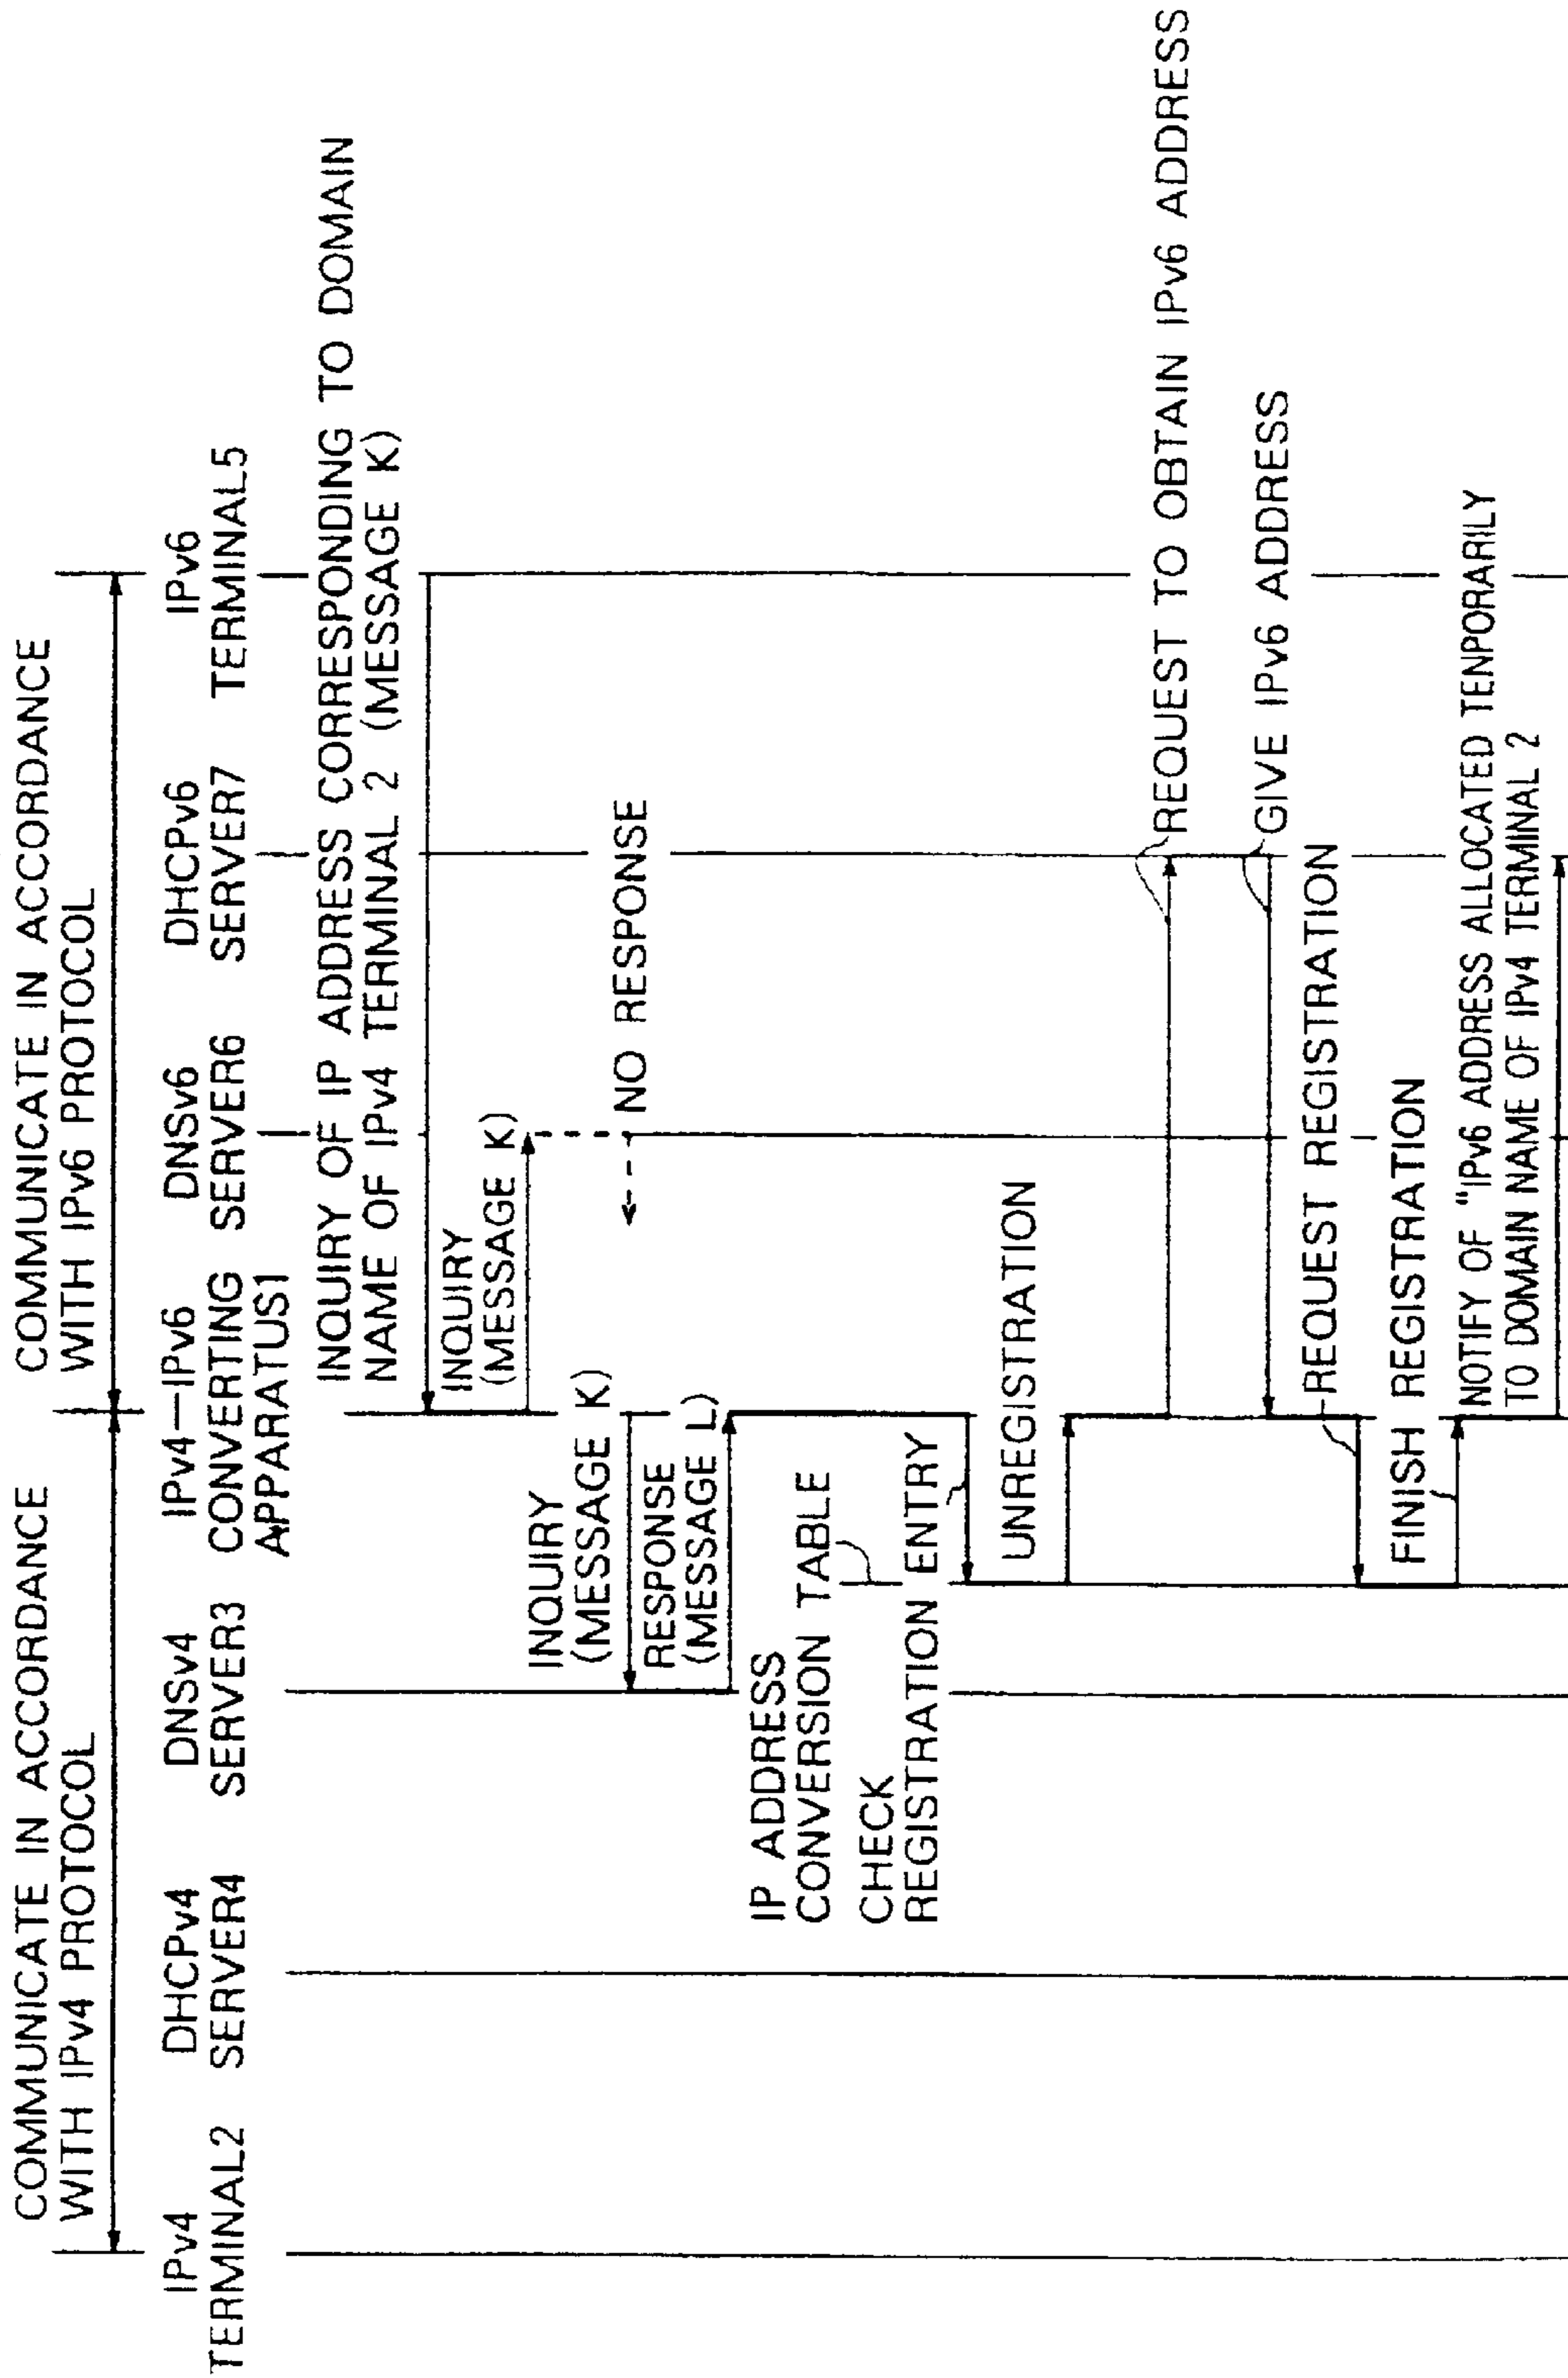 COMMUNICATE IN ACCORDANCE
WITH IPv4 PROTOCOL
COMMUNICATE IN ACCORDANCE
WITH IPv6 PROTOCOL
IPv4
TERMINAL2
DHCPv4
SERVER4
DNSv4
SERVER3
IPv4—IPv6
CONVERTING
APPARATUS1
DNSv6
SERVER6
DHCPv6
SERVER7
IPv6
TERMINAL5
INQUIRY OF IP ADDRESS CORRESPONDING TO DOMAIN
NAME OF IPv4 TERMINAL 2 (MESSAGE K)
INQUIRY
(MESSAGE K)
NO RESPONSE
INQUIRY
(MESSAGE K)
RESPONSE
(MESSAGE L)
IP ADDRESS
CONVERSION TABLE
CHECK
REGISTRATION ENTRY
UNREGISTRATION
REQUEST TO OBTAIN IPv6 ADDRESS
GIVE IPv6 ADDRESS
REQUEST REGISTRATION
FINISH REGISTRATION
NOTIFY OF "IPv6 ADDRESS ALLOCATED TENPORARILY
TO DOMAIN NAME OF IPv4 TERMINAL 2